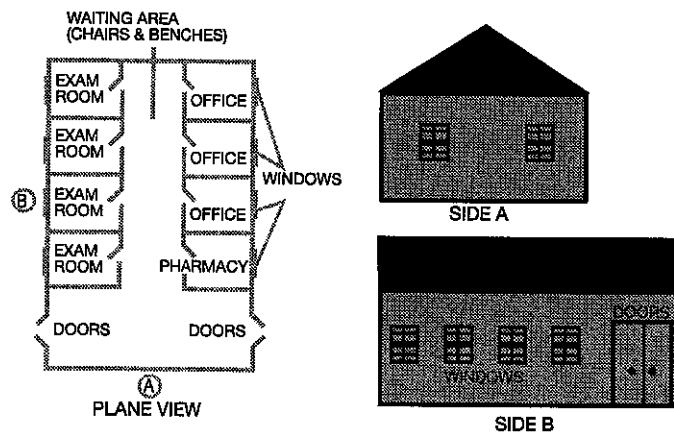 WAITING AREA
(CHAIRS & BENCHES)
EXAM
ROOM
OFFICE
EXAM
ROOM
OFFICE
WINDOWS
EXAM
ROOM
OFFICE
B
EXAM
ROOM
PHARMACY
DOORS
DOORS
A
PLANE VIEW
SIDE A
DOORS
WINDOWS
SIDE B